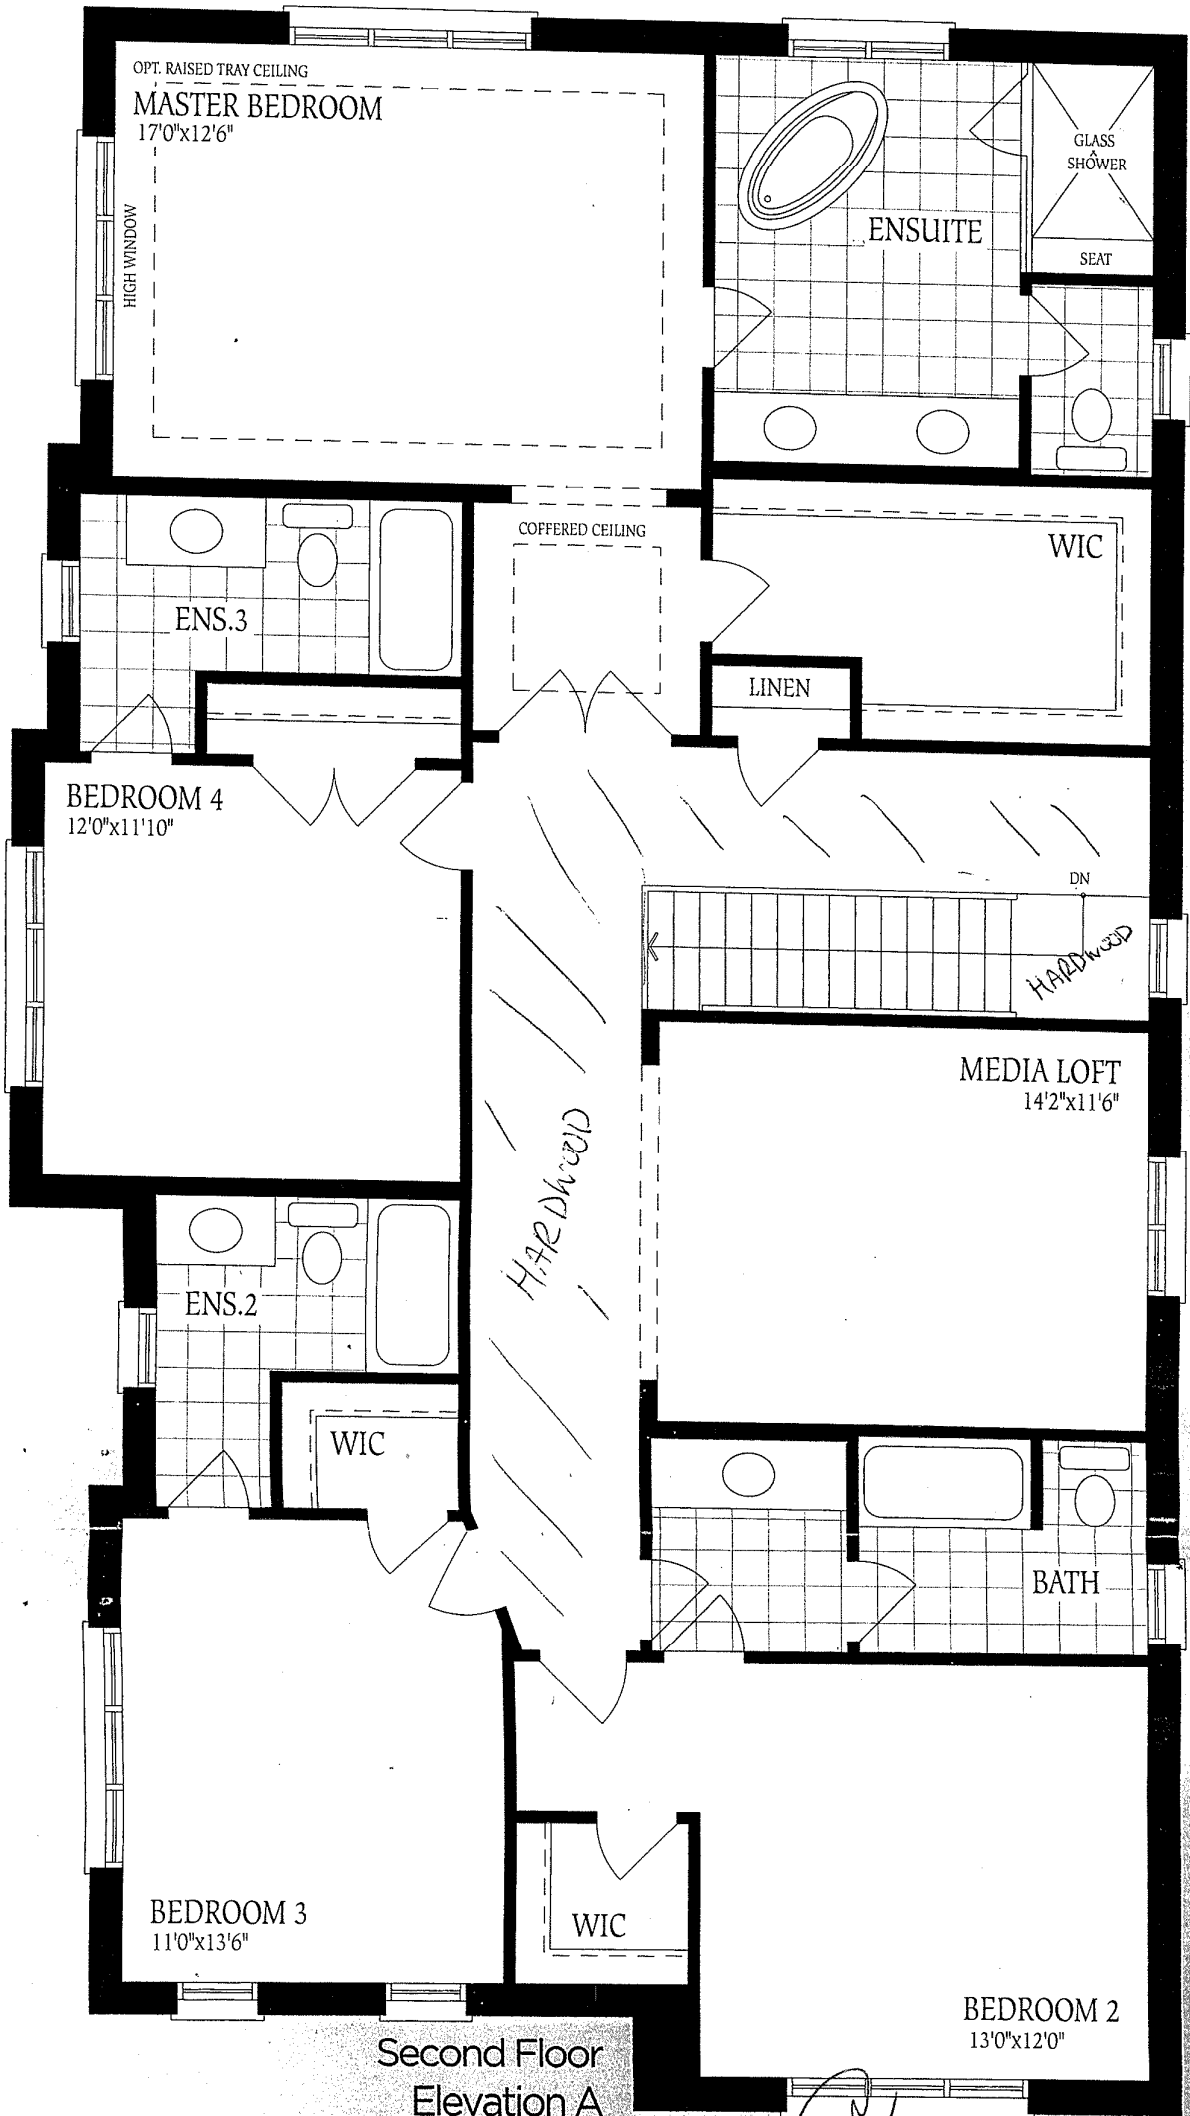 OPT. RAISED TRAY CEILING
MASTER BEDROOM
17'0"x12'6"
HIGH WINDOW
GLASS
SHOWER
SEAT
ENSUITE
COFFERED CEILING
WIC
ENS.3
LINEN
BEDROOM 4
12'0"x11'10"
DN
HARDWOOD
MEDIA LOFT
14'2"x11'6"
HARDWOOD
ENS.2
WIC
BATH
BEDROOM 3
11'0"x13'6"
WIC
BEDROOM 2
13'0"x12'0"
Second Floor
Elevation A